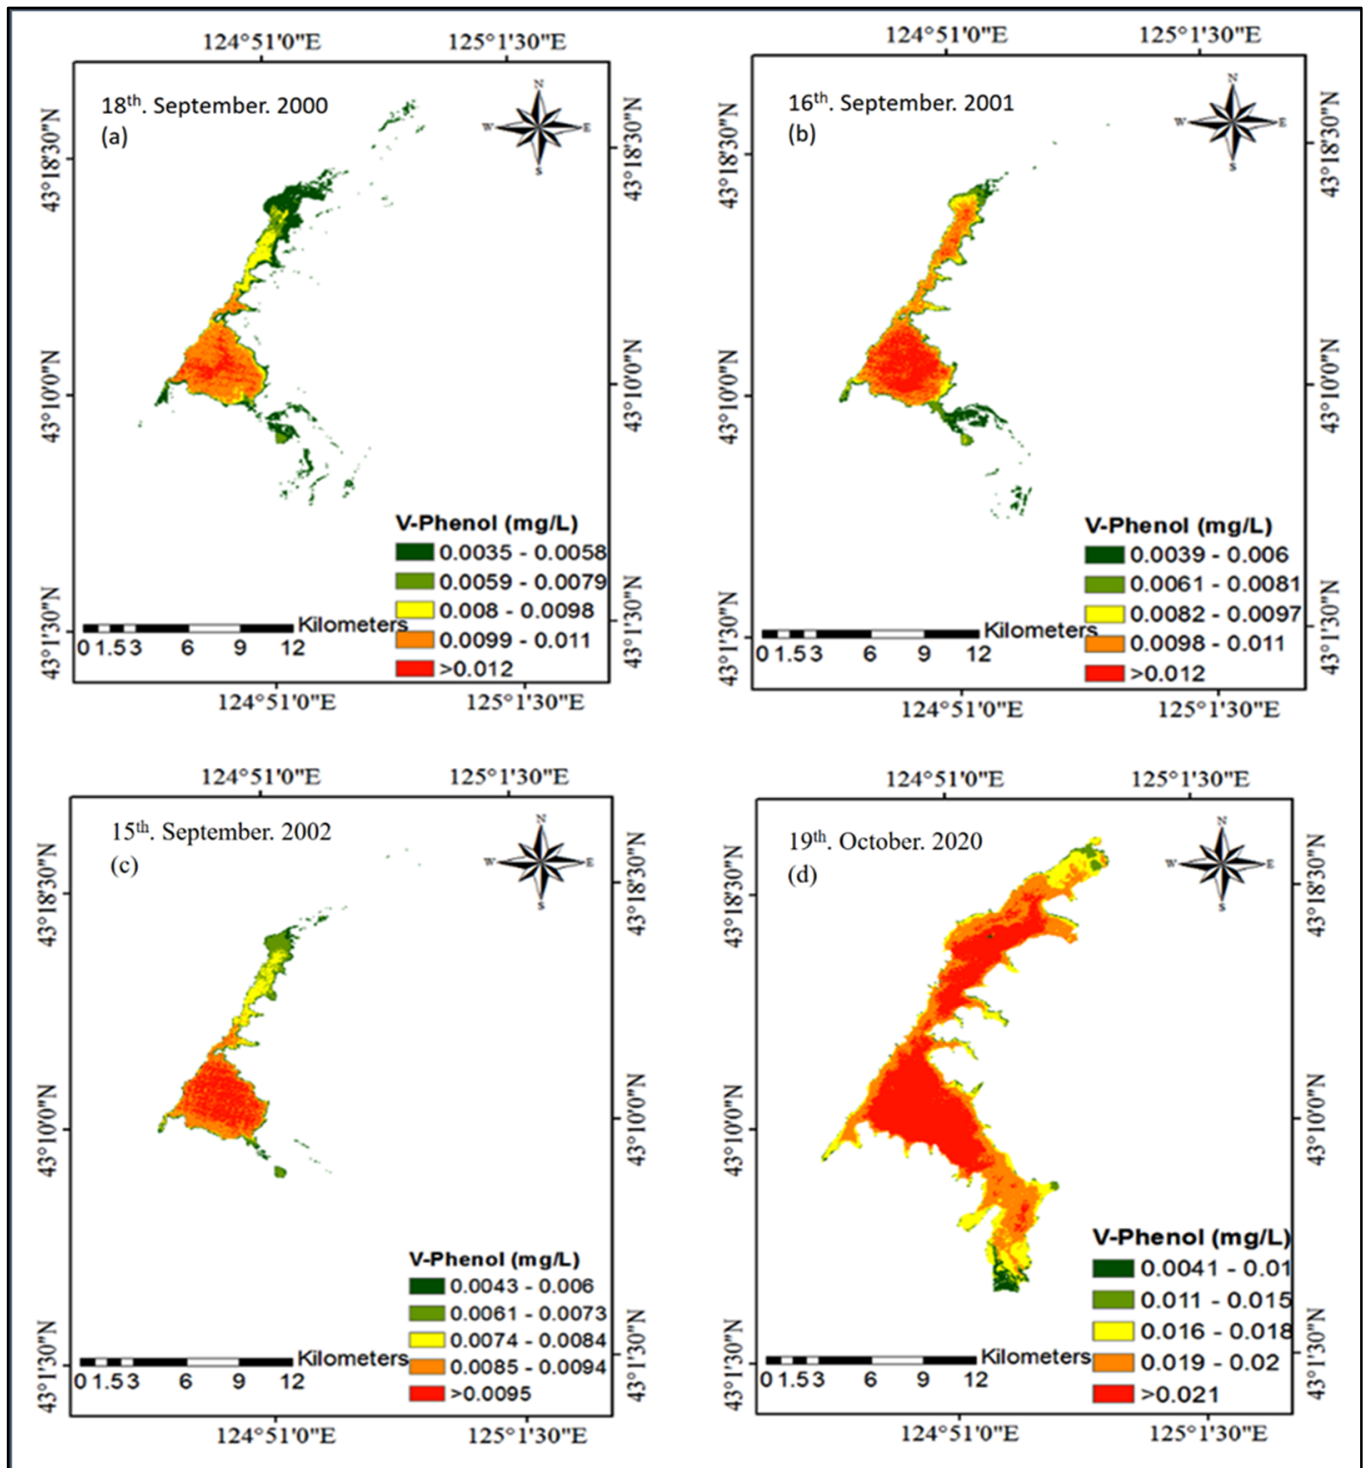 124°51'0"E 125°1'30"E
18th. September. 2000
(a)
N
W E
S
43°18'30"N 43°18'30"N
43°10'0"N 43°10'0"N
43°1'30"N 43°1'30"N
V-Phenol (mg/L)
0.0035 - 0.0058
0.0059 - 0.0079
0.008 - 0.0098
0.0099 - 0.011
>0.012
Kilometers
0 1.5 3 6 9 12
124°51'0"E 125°1'30"E
124°51'0"E 125°1'30"E
16th. September. 2001
(b)
N
W E
S
43°18'30"N 43°18'30"N
43°10'0"N 43°10'0"N
43°1'30"N 43°1'30"N
V-Phenol (mg/L)
0.0039 - 0.006
0.0061 - 0.0081
0.0082 - 0.0097
0.0098 - 0.011
>0.012
Kilometers
0 1.5 3 6 9 12
124°51'0"E 125°1'30"E
124°51'0"E 125°1'30"E
15th. September. 2002
(c)
N
W E
S
43°18'30"N 43°18'30"N
43°10'0"N 43°10'0"N
43°1'30"N 43°1'30"N
V-Phenol (mg/L)
0.0043 - 0.006
0.0061 - 0.0073
0.0074 - 0.0084
0.0085 - 0.0094
>0.0095
Kilometers
0 1.5 3 6 9 12
124°51'0"E 125°1'30"E
124°51'0"E 125°1'30"E
19th. October. 2020
(d)
N
W E
S
43°18'30"N 43°18'30"N
43°10'0"N 43°10'0"N
43°1'30"N 43°1'30"N
V-Phenol (mg/L)
0.0041 - 0.01
0.011 - 0.015
0.016 - 0.018
0.019 - 0.02
>0.021
Kilometers
0 1.5 3 6 9 12
124°51'0"E 125°1'30"E